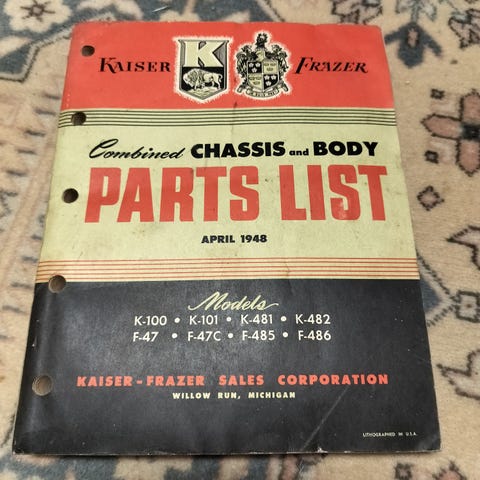 KAISER K FRAZER
Combined CHASSIS and BODY
PARTS LIST
APRIL 1948
Models
K-100 • K-101 • K-481 • K-482
F-47 • F-47C • F-485 • F-486
KAISER-FRAZER SALES CORPORATION
WILLOW RUN, MICHIGAN
LITHOGRAPHED IN U.S.A.